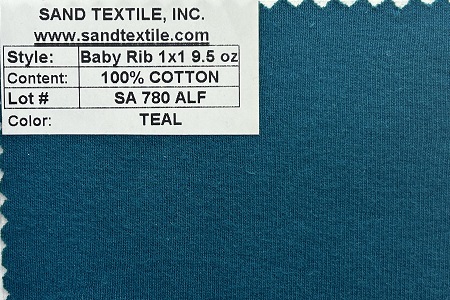 SAND TEXTILE, INC.
www.sandtextile.com
Style: Baby Rib 1x1 9.5 oz
Content: 100% COTTON
Lot # SA 780 ALF
Color: TEAL